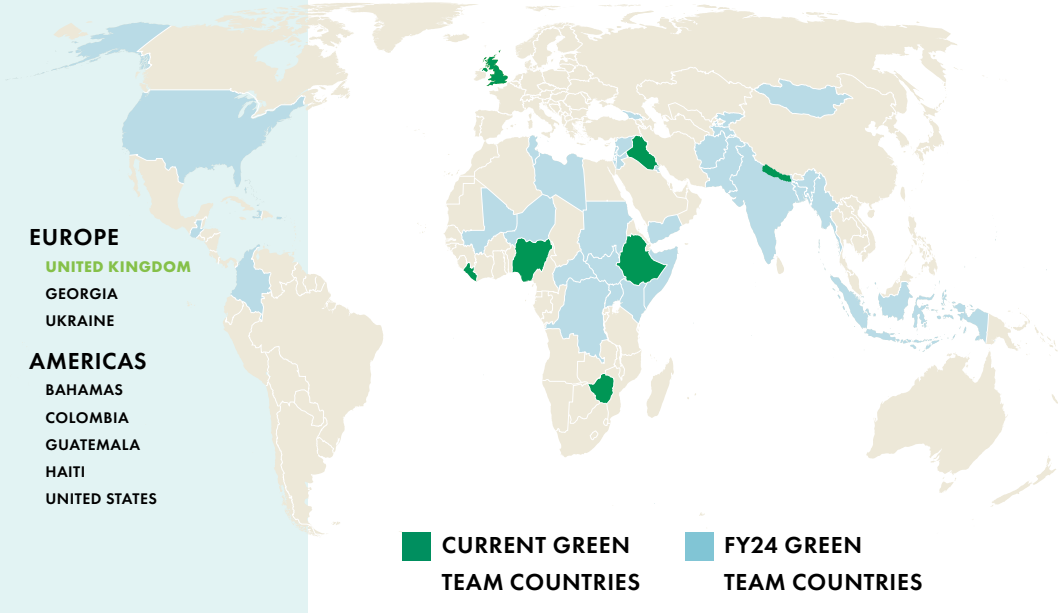 EUROPE
UNITED KINGDOM
GEORGIA
UKRAINE
AMERICAS
BAHAMAS
COLOMBIA
GUATEMALA
HAITI
UNITED STATES
CURRENT GREEN
TEAM COUNTRIES
FY24 GREEN
TEAM COUNTRIES